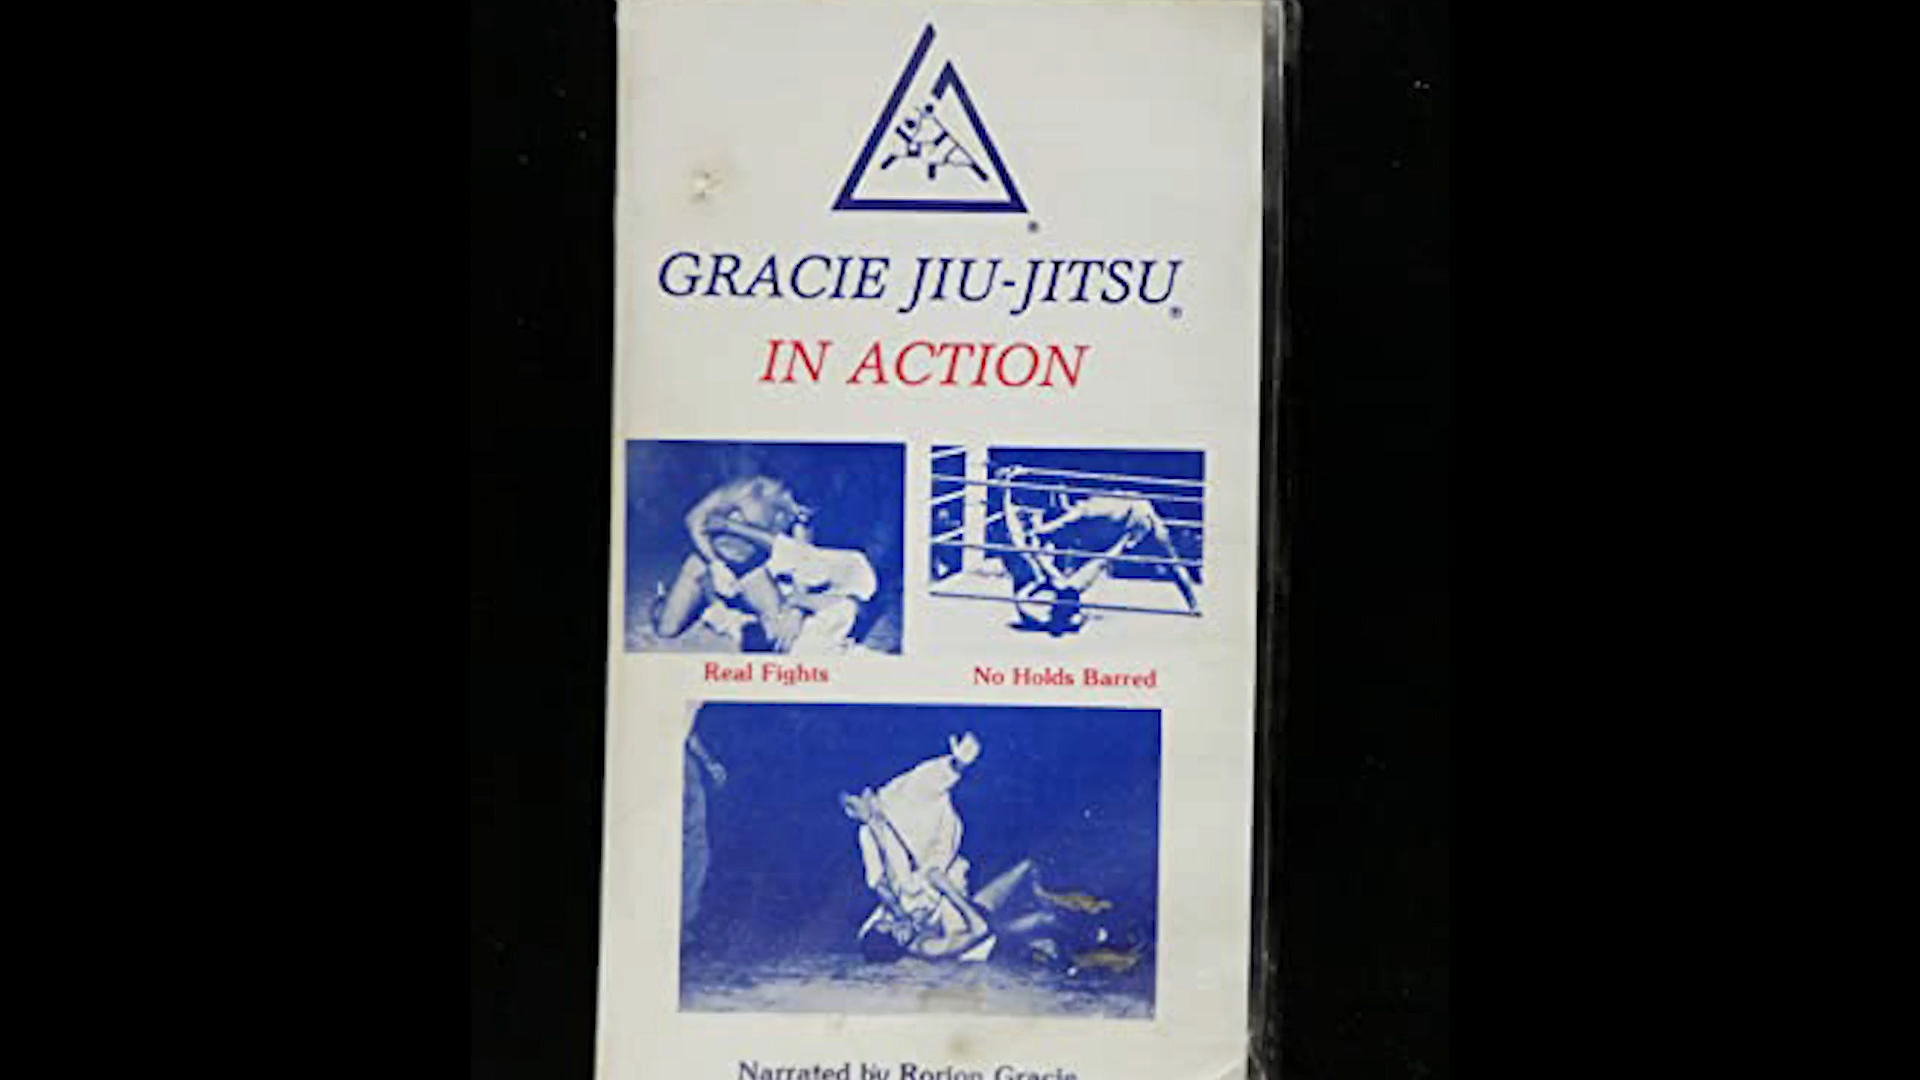 GRACIE JIU-JITSU®
IN ACTION
Real Fights
No Holds Barred
Narrated by Rorion Gracie